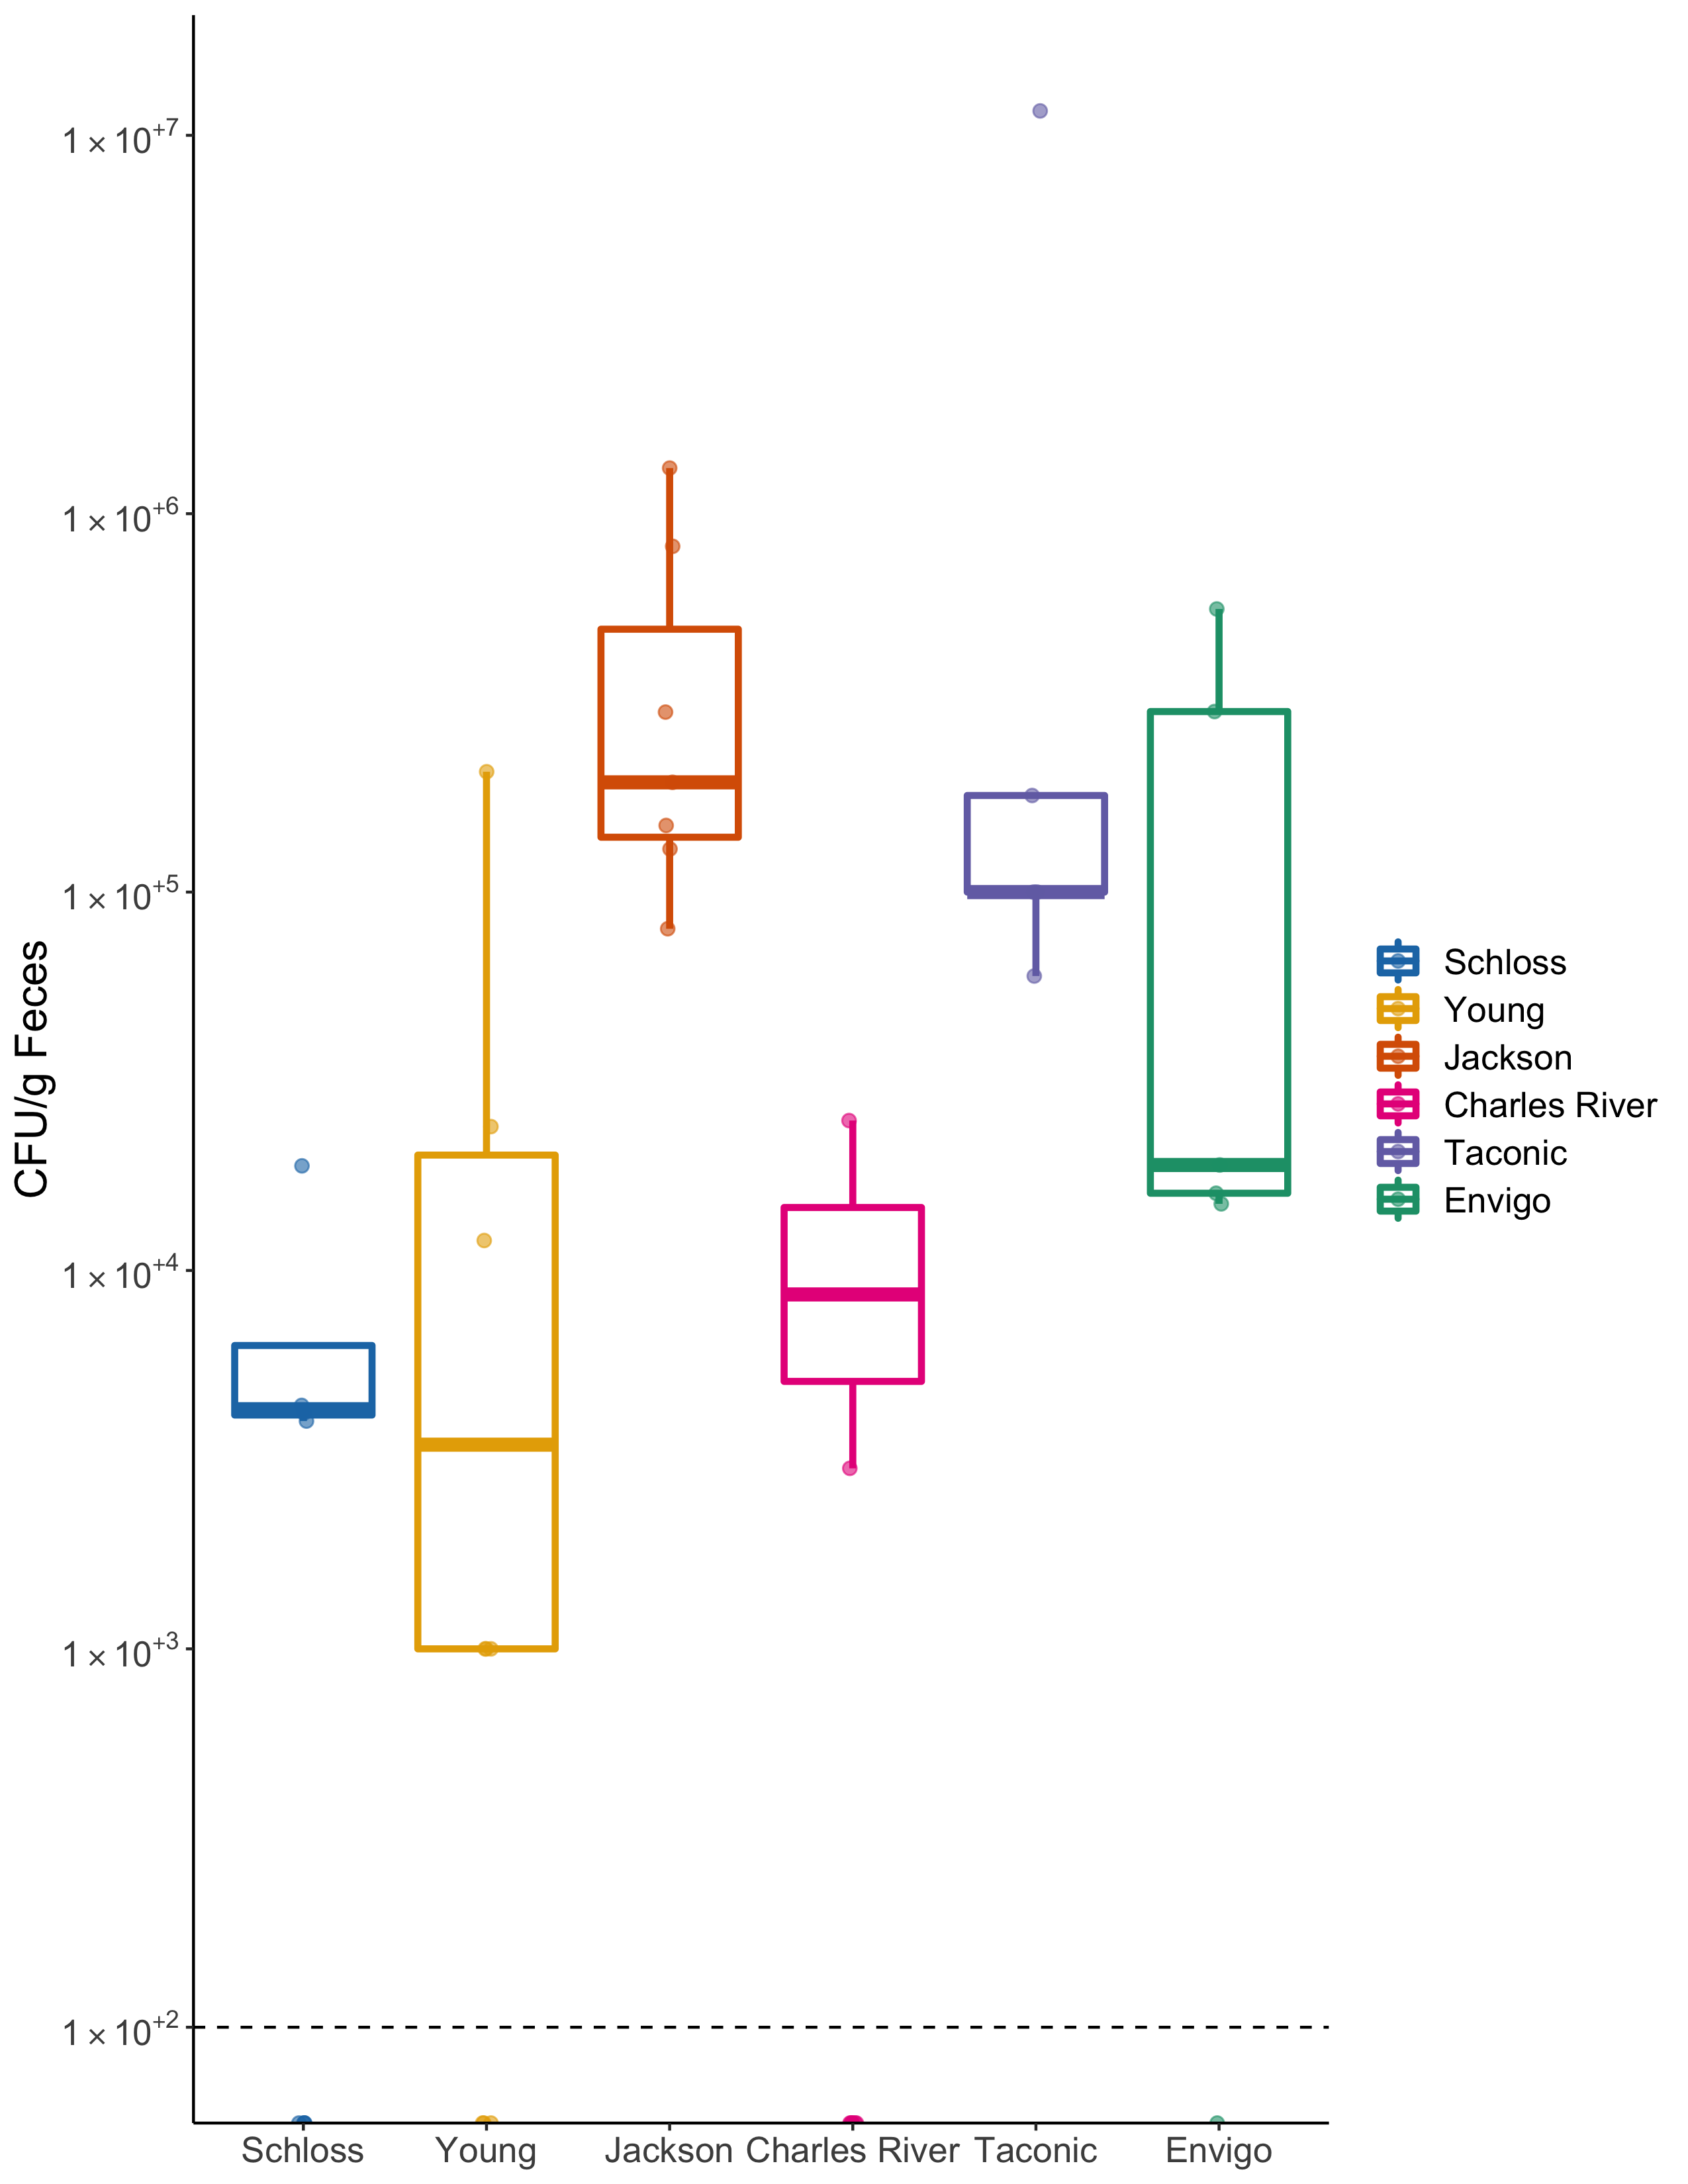 CFU/g Feces
1×10+7
1×10+6
1×10+5
1×10+4
1×10+3
1×10+2
Schloss Young Jackson Charles River Taconic Envigo
Schloss
Young
Jackson
Charles River
Taconic
Envigo